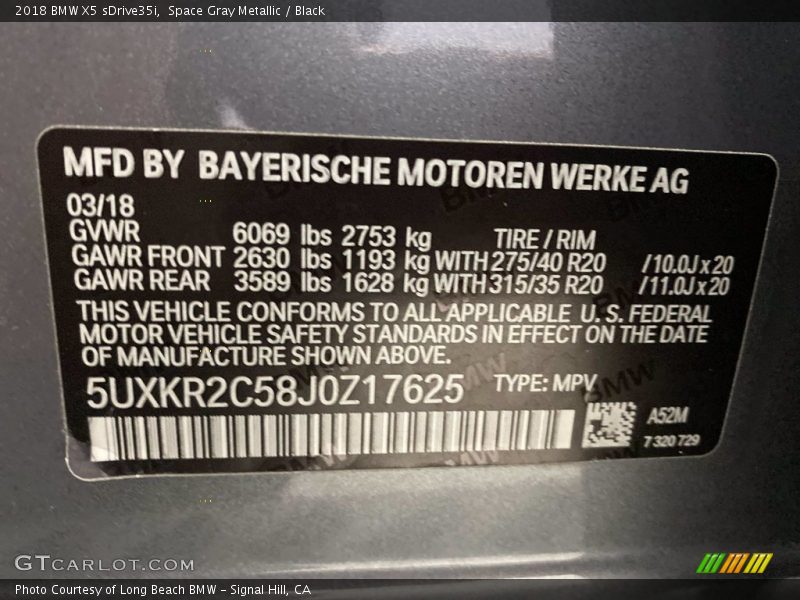 2018 BMW X5 sDrive35i,  Space Gray Metallic / Black
MFD BY BAYERISCHE MOTOREN WERKE AG
03/18
GVWR 6069 lbs 2753 kg TIRE / RIM
GAWR FRONT 2630 lbs 1193 kg WITH 275/40 R20 /10.0J x 20
GAWR REAR 3589 lbs 1628 kg WITH 315/35 R20 /11.0J x 20
THIS VEHICLE CONFORMS TO ALL APPLICABLE U. S. FEDERAL
MOTOR VEHICLE SAFETY STANDARDS IN EFFECT ON THE DATE
OF MANUFACTURE SHOWN ABOVE.
5UXKR2C58J0Z17625 TYPE: MPV
A52M
7 320 729
GTCARLOT.COM
Photo Courtesy of Long Beach BMW - Signal Hill, CA